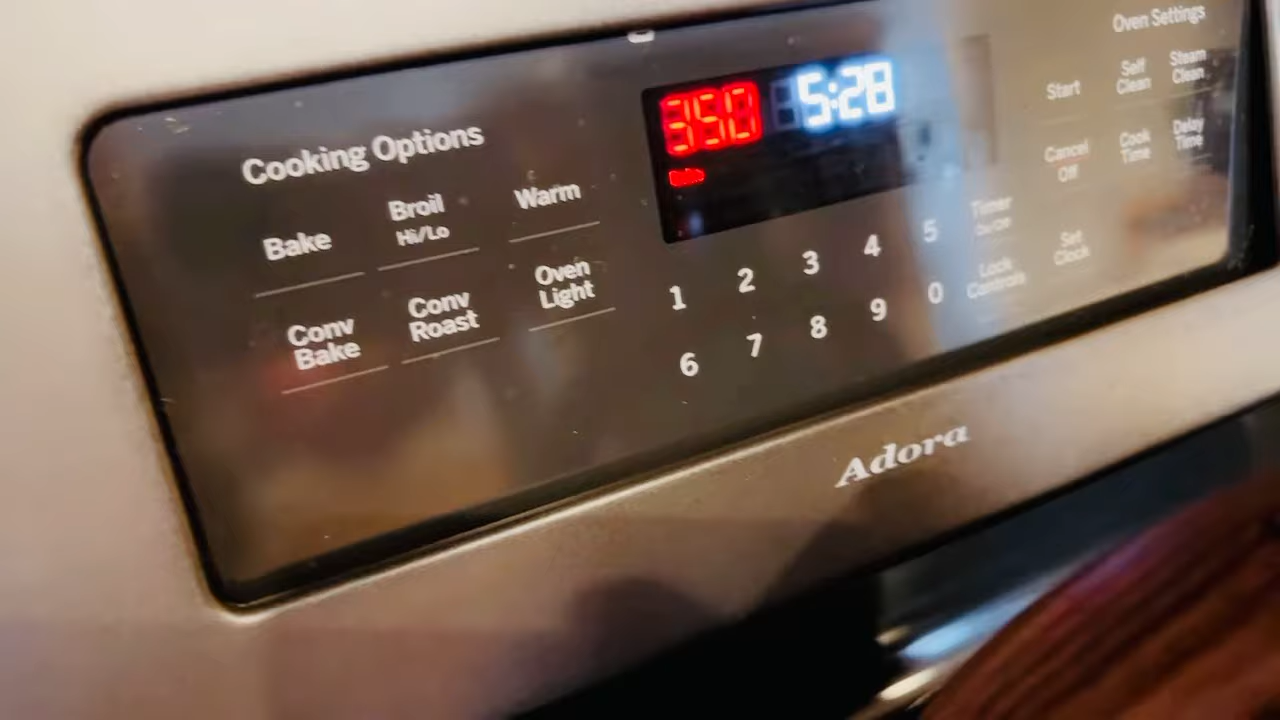 Oven Settings
Cooking Options
350 5:28
Start
Self
Clean
Steam
Clean
Bake
Broil
Hi/Lo
Warm
Cancel
Off
Cook
Time
Delay
Time
Conv
Bake
Conv
Roast
Oven
Light
1 2 3 4 5
6 7 8 9 0
Timer
On/Off
Lock
Controls
Set
Clock
Adora